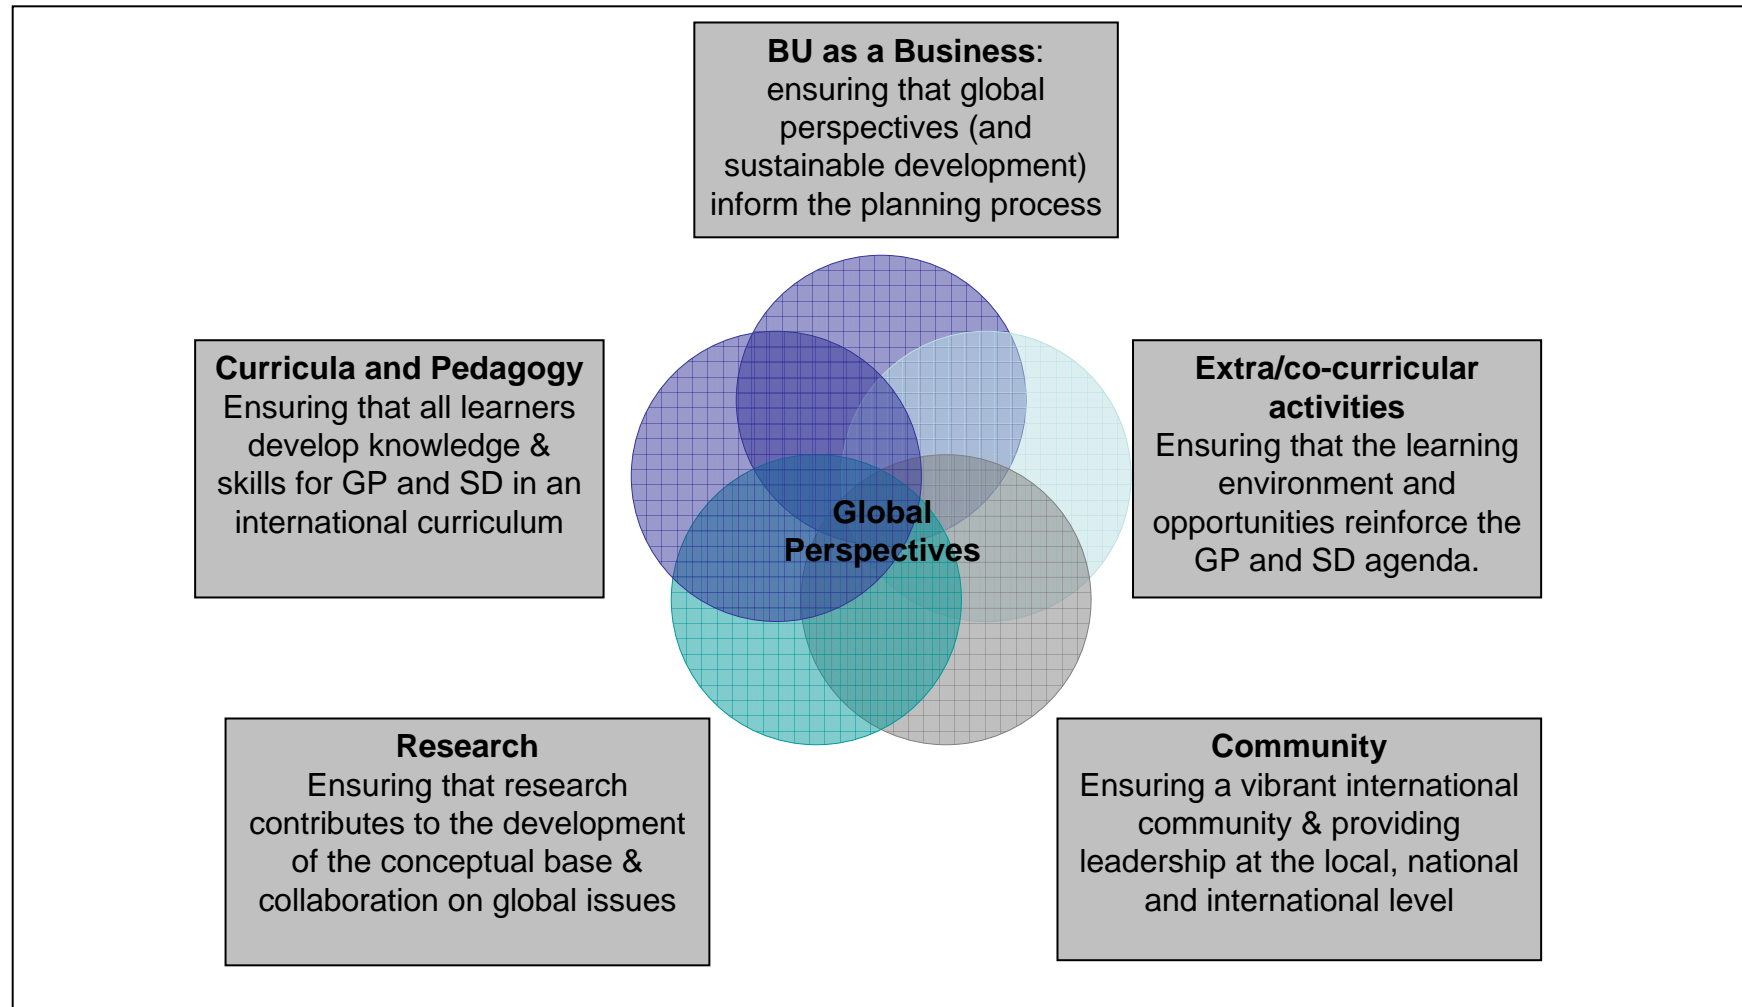 BU as a Business:
ensuring that global
perspectives (and
sustainable development)
inform the planning process
Curricula and Pedagogy
Ensuring that all learners
develop knowledge &
skills for GP and SD in an
international curriculum
Extra/co-curricular
activities
Ensuring that the learning
environment and
opportunities reinforce the
GP and SD agenda.
Global
Perspectives
Research
Ensuring that research
contributes to the development
of the conceptual base &
collaboration on global issues
Community
Ensuring a vibrant international
community & providing
leadership at the local, national
and international level